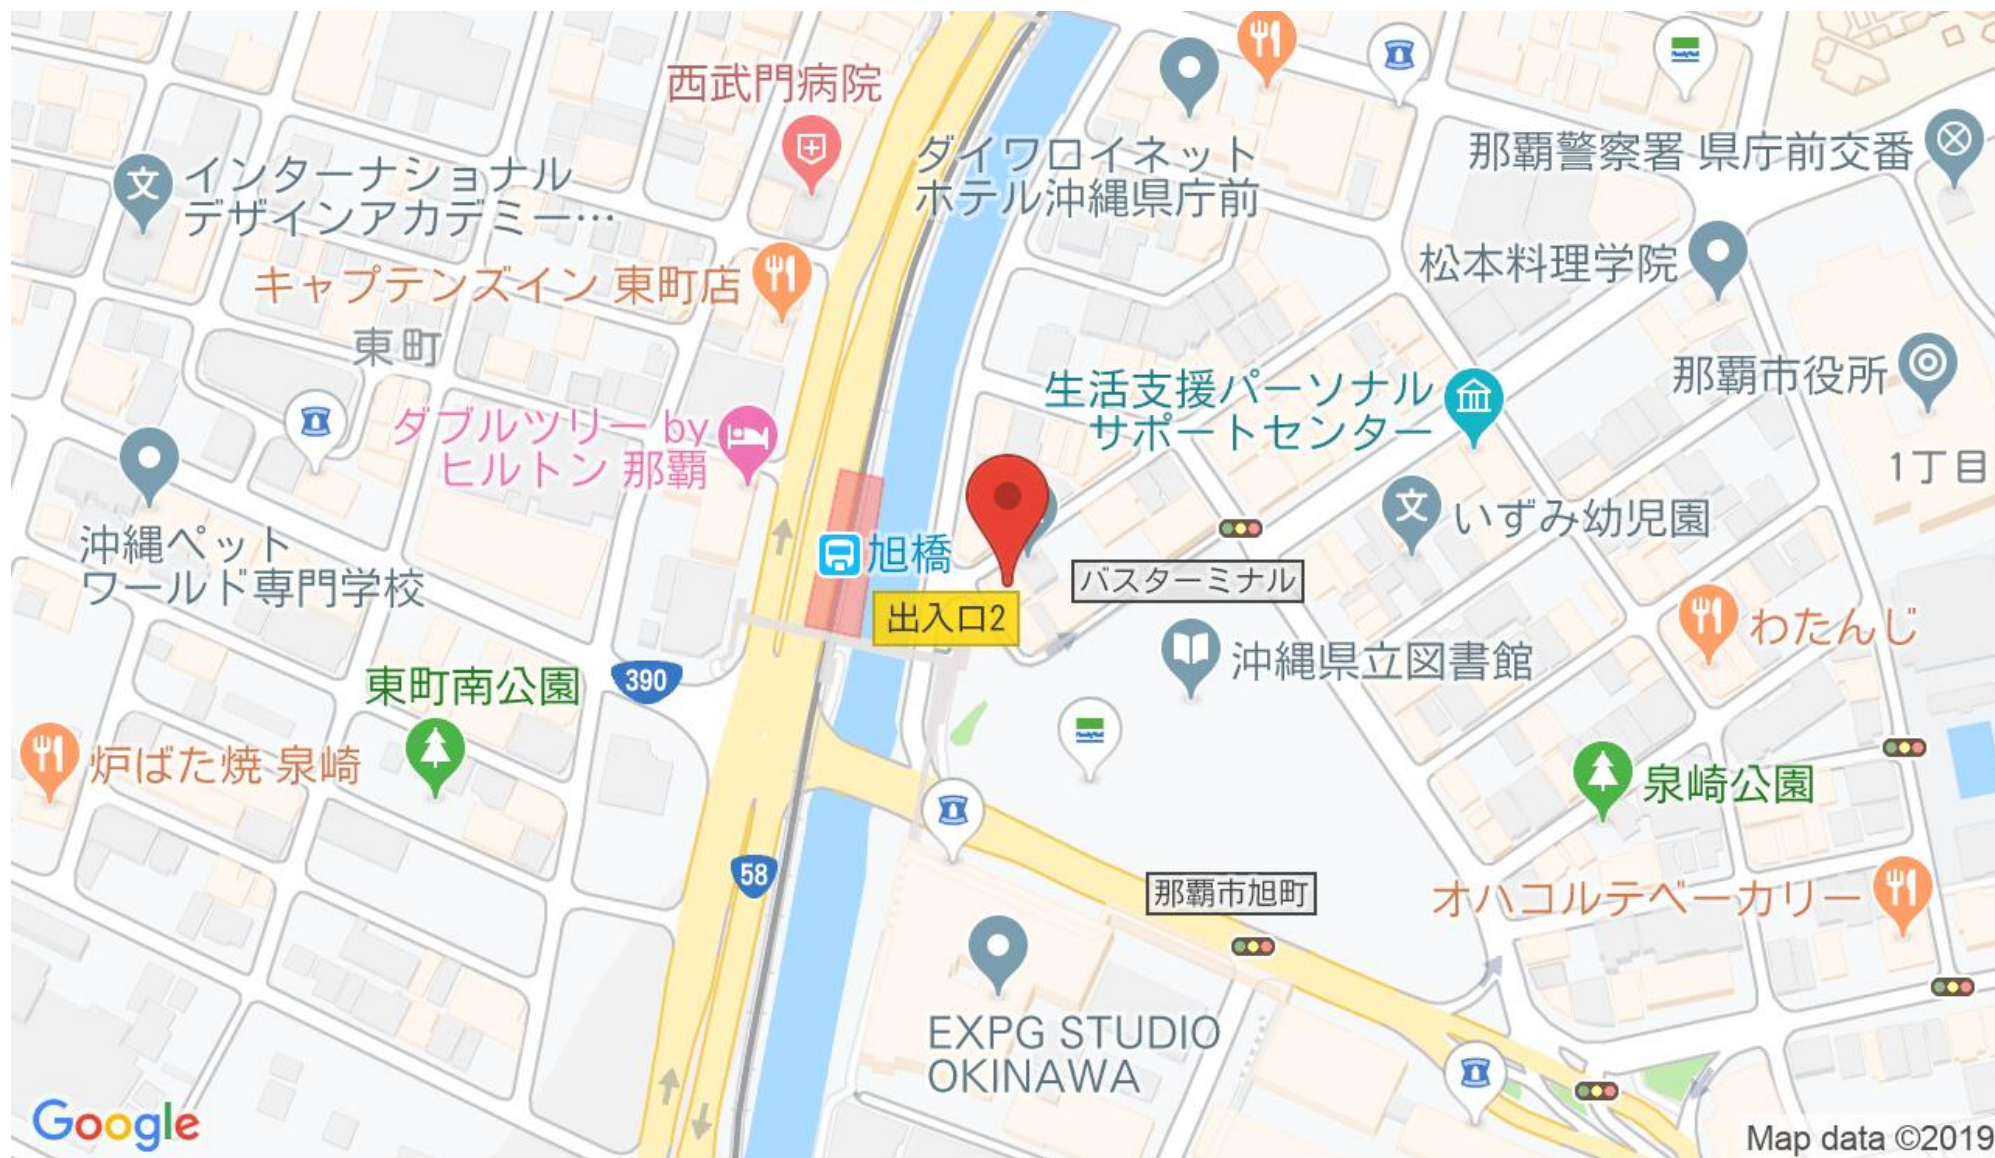 西武門病院
ダイワロイネット
ホテル沖縄県庁前
那覇警察署 県庁前交番
インターナショナル
デザインアカデミー…
文
キャプテンズイン 東町店
松本料理学院
東町
那覇市役所
生活支援パーソナル
サポートセンター
ダブルツリー by
ヒルトン 那覇
1丁目
文
いずみ幼児園
沖縄ペット
ワールド専門学校
旭橋
バスターミナル
出入口2
わたんじ
沖縄県立図書館
東町南公園
390
炉ばた焼 泉崎
泉崎公園
58
那覇市旭町
オハコルテベーカリー
EXPG STUDIO
OKINAWA
Google
Map data ©2019